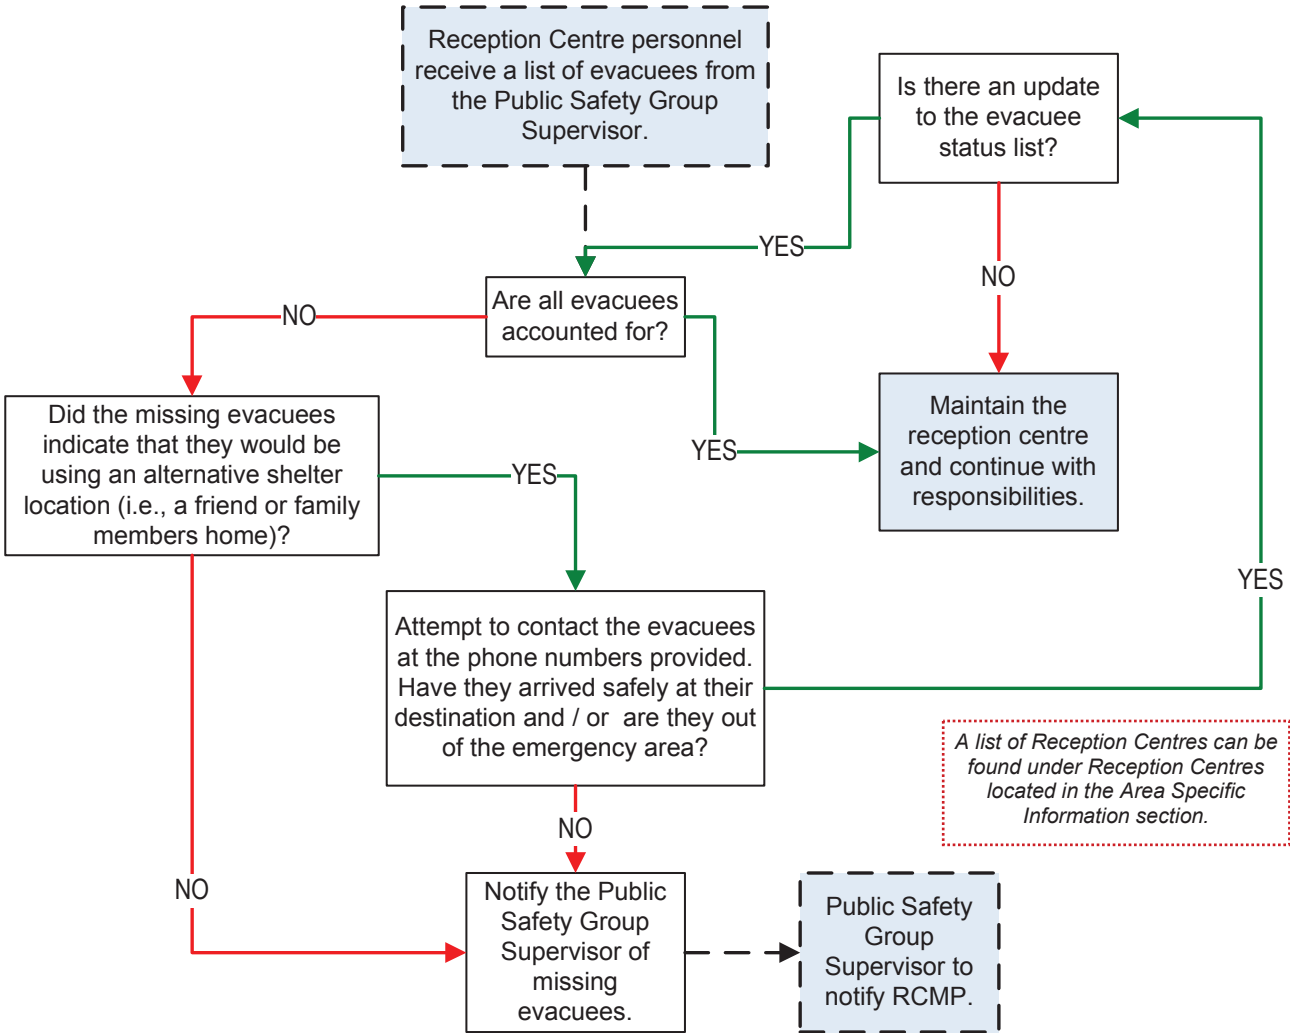 Reception Centre personnel
receive a list of evacuees from
the Public Safety Group
Supervisor.
Is there an update
to the evacuee
status list?
YES
NO
Are all evacuees
accounted for?
NO
YES
Maintain the
reception centre
and continue with
responsibilities.
Did the missing evacuees
indicate that they would be
using an alternative shelter
location (i.e., a friend or family
members home)?
YES
YES
Attempt to contact the evacuees
at the phone numbers provided.
Have they arrived safely at their
destination and / or are they out
of the emergency area?
A list of Reception Centres can be
found under Reception Centres
located in the Area Specific
Information section.
NO
NO
Notify the Public
Safety Group
Supervisor of
missing
evacuees.
Public Safety
Group
Supervisor to
notify RCMP.